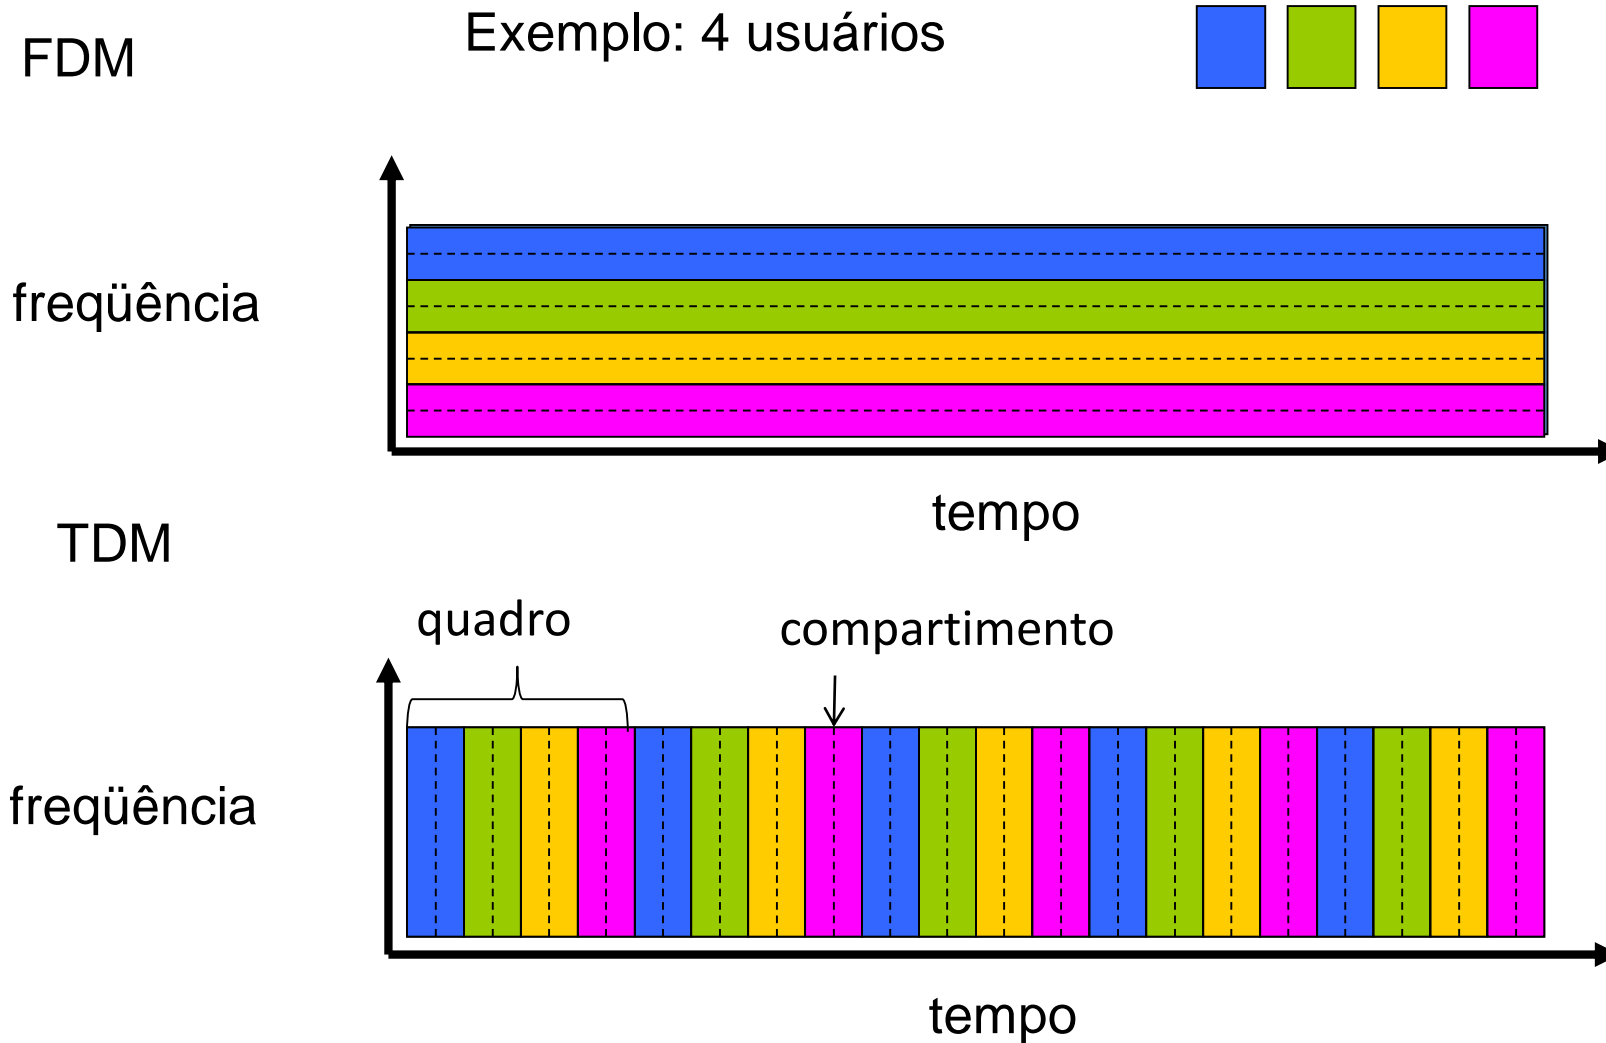 FDM
Exemplo: 4 usuários
freqüência
tempo
TDM
quadro
compartimento
freqüência
tempo